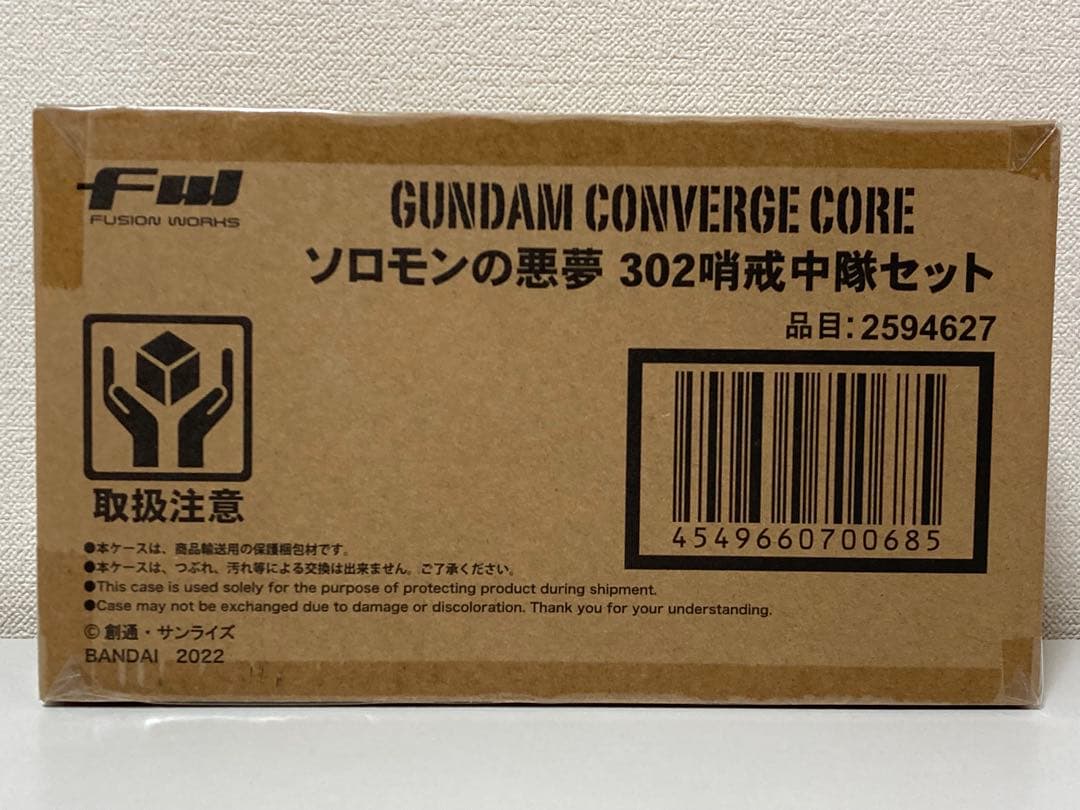 FW
FUSION WORKS
GUNDAM CONVERGE CORE
ソロモンの悪夢 302哨戒中隊セット
品目:2594627
4549660700685
取扱注意
●本ケースは、商品輸送用の保護梱包材です。
●本ケースは、つぶれ、汚れ等による交換は出来ません。ご了承ください。
●This case is used solely for the purpose of protecting product during shipment.
●Case may not be exchanged due to damage or discoloration. Thank you for your understanding.
©創通・サンライズ
BANDAI 2022